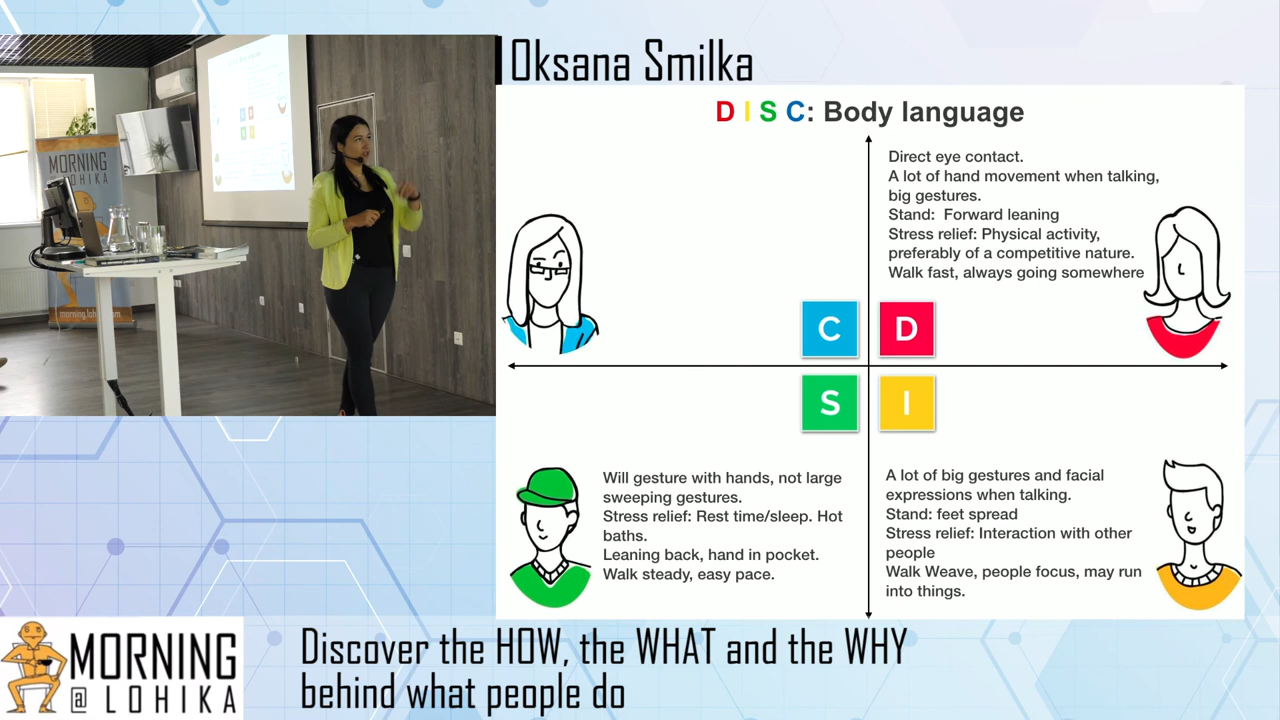 Oksana Smilka
D I S C: Body language
Direct eye contact.
A lot of hand movement when talking,
big gestures.
Stand: Forward leaning
Stress relief: Physical activity,
preferably of a competitive nature.
Walk fast, always going somewhere
C
D
S
I
Will gesture with hands, not large
sweeping gestures.
Stress relief: Rest time/sleep. Hot
baths.
Leaning back, hand in pocket.
Walk steady, easy pace.
A lot of big gestures and facial
expressions when talking.
Stand: feet spread
Stress relief: Interaction with other
people
Walk Weave, people focus, may run
into things.
MORNING
LOHIKA
MORNING
@ LOHIKA
Discover the HOW, the WHAT and the WHY
behind what people do